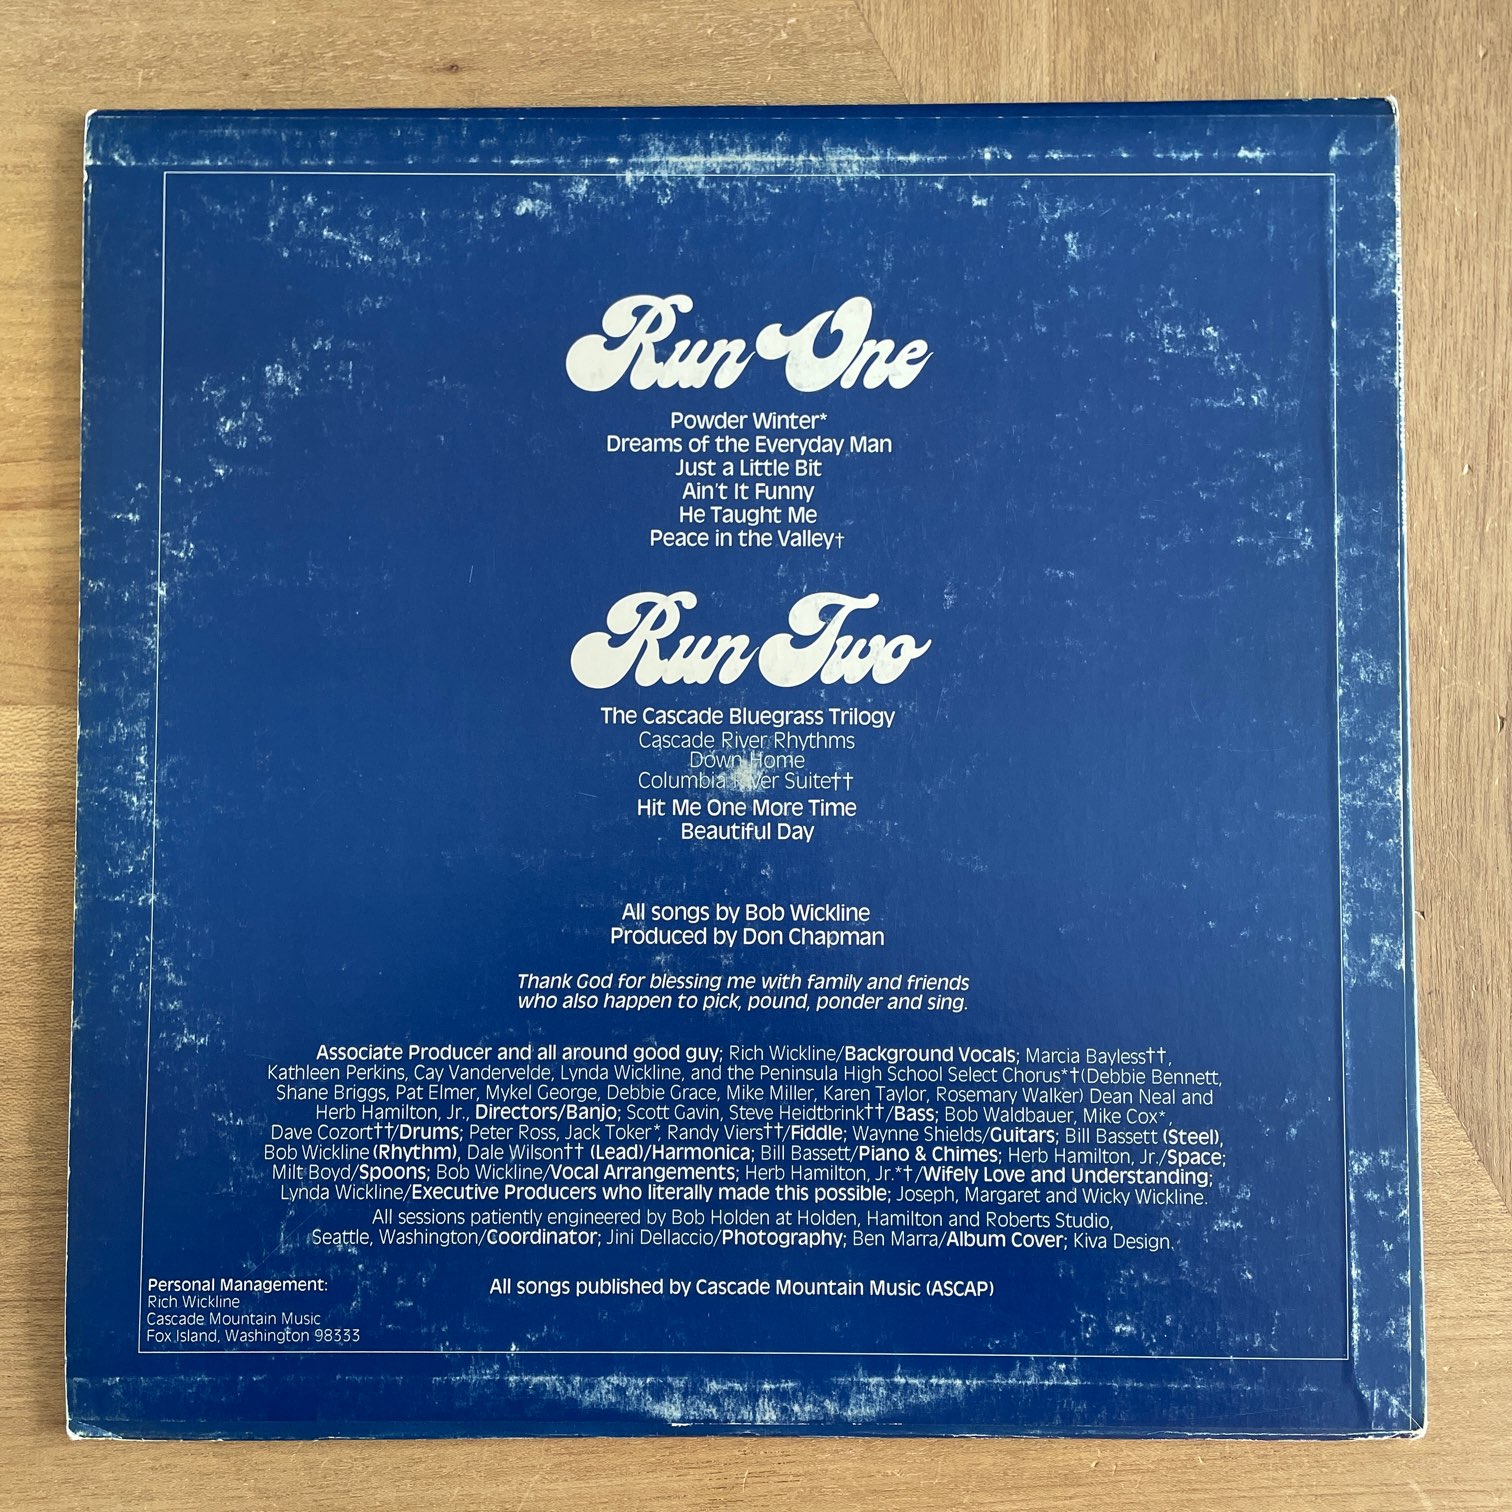 Run One
Powder Winter*
Dreams of the Everyday Man
Just a Little Bit
Ain't It Funny
He Taught Me
Peace in the Valley†
Run Two
The Cascade Bluegrass Trilogy
Cascade River Rhythms
Down Home
Columbia River Suite††
Hit Me One More Time
Beautiful Day
All songs by Bob Wickline
Produced by Don Chapman
Thank God for blessing me with family and friends
who also happen to pick, pound, ponder and sing.
Associate Producer and all around good guy; Rich Wickline/Background Vocals; Marcia Bayless††,
Kathleen Perkins, Cay Vandervelde, Lynda Wickline, and the Peninsula High School Select Chorus*†(Debbie Bennett,
Shane Briggs, Pat Elmer, Mykel George, Debbie Grace, Mike Miller, Karen Taylor, Rosemary Walker) Dean Neal and
Herb Hamilton, Jr., Directors/Banjo; Scott Gavin, Steve Heidtbrink††/Bass; Bob Waldbauer, Mike Cox*,
Dave Cozort††/Drums; Peter Ross, Jack Toker*, Randy Viers††/Fiddle; Waynne Shields/Guitars; Bill Bassett (Steel),
Bob Wickline (Rhythm), Dale Wilson†† (Lead)/Harmonica; Bill Bassett/Piano & Chimes; Herb Hamilton, Jr./Space;
Milt Boyd/Spoons; Bob Wickline/Vocal Arrangements; Herb Hamilton, Jr.*†/Wifely Love and Understanding;
Lynda Wickline/Executive Producers who literally made this possible; Joseph, Margaret and Wicky Wickline.
All sessions patiently engineered by Bob Holden at Holden, Hamilton and Roberts Studio,
Seattle, Washington/Coordinator; Jini Dellaccio/Photography; Ben Marra/Album Cover; Kiva Design.
All songs published by Cascade Mountain Music (ASCAP)
Personal Management:
Rich Wickline
Cascade Mountain Music
Fox Island, Washington 98333